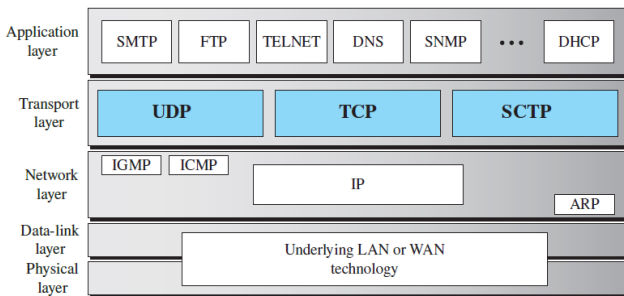 Application
layer
SMTP FTP TELNET DNS SNMP ••• DHCP
Transport
layer
UDP TCP SCTP
Network
layer
IGMP ICMP
IP
ARP
Data-link
layer
Physical
layer
Underlying LAN or WAN
technology